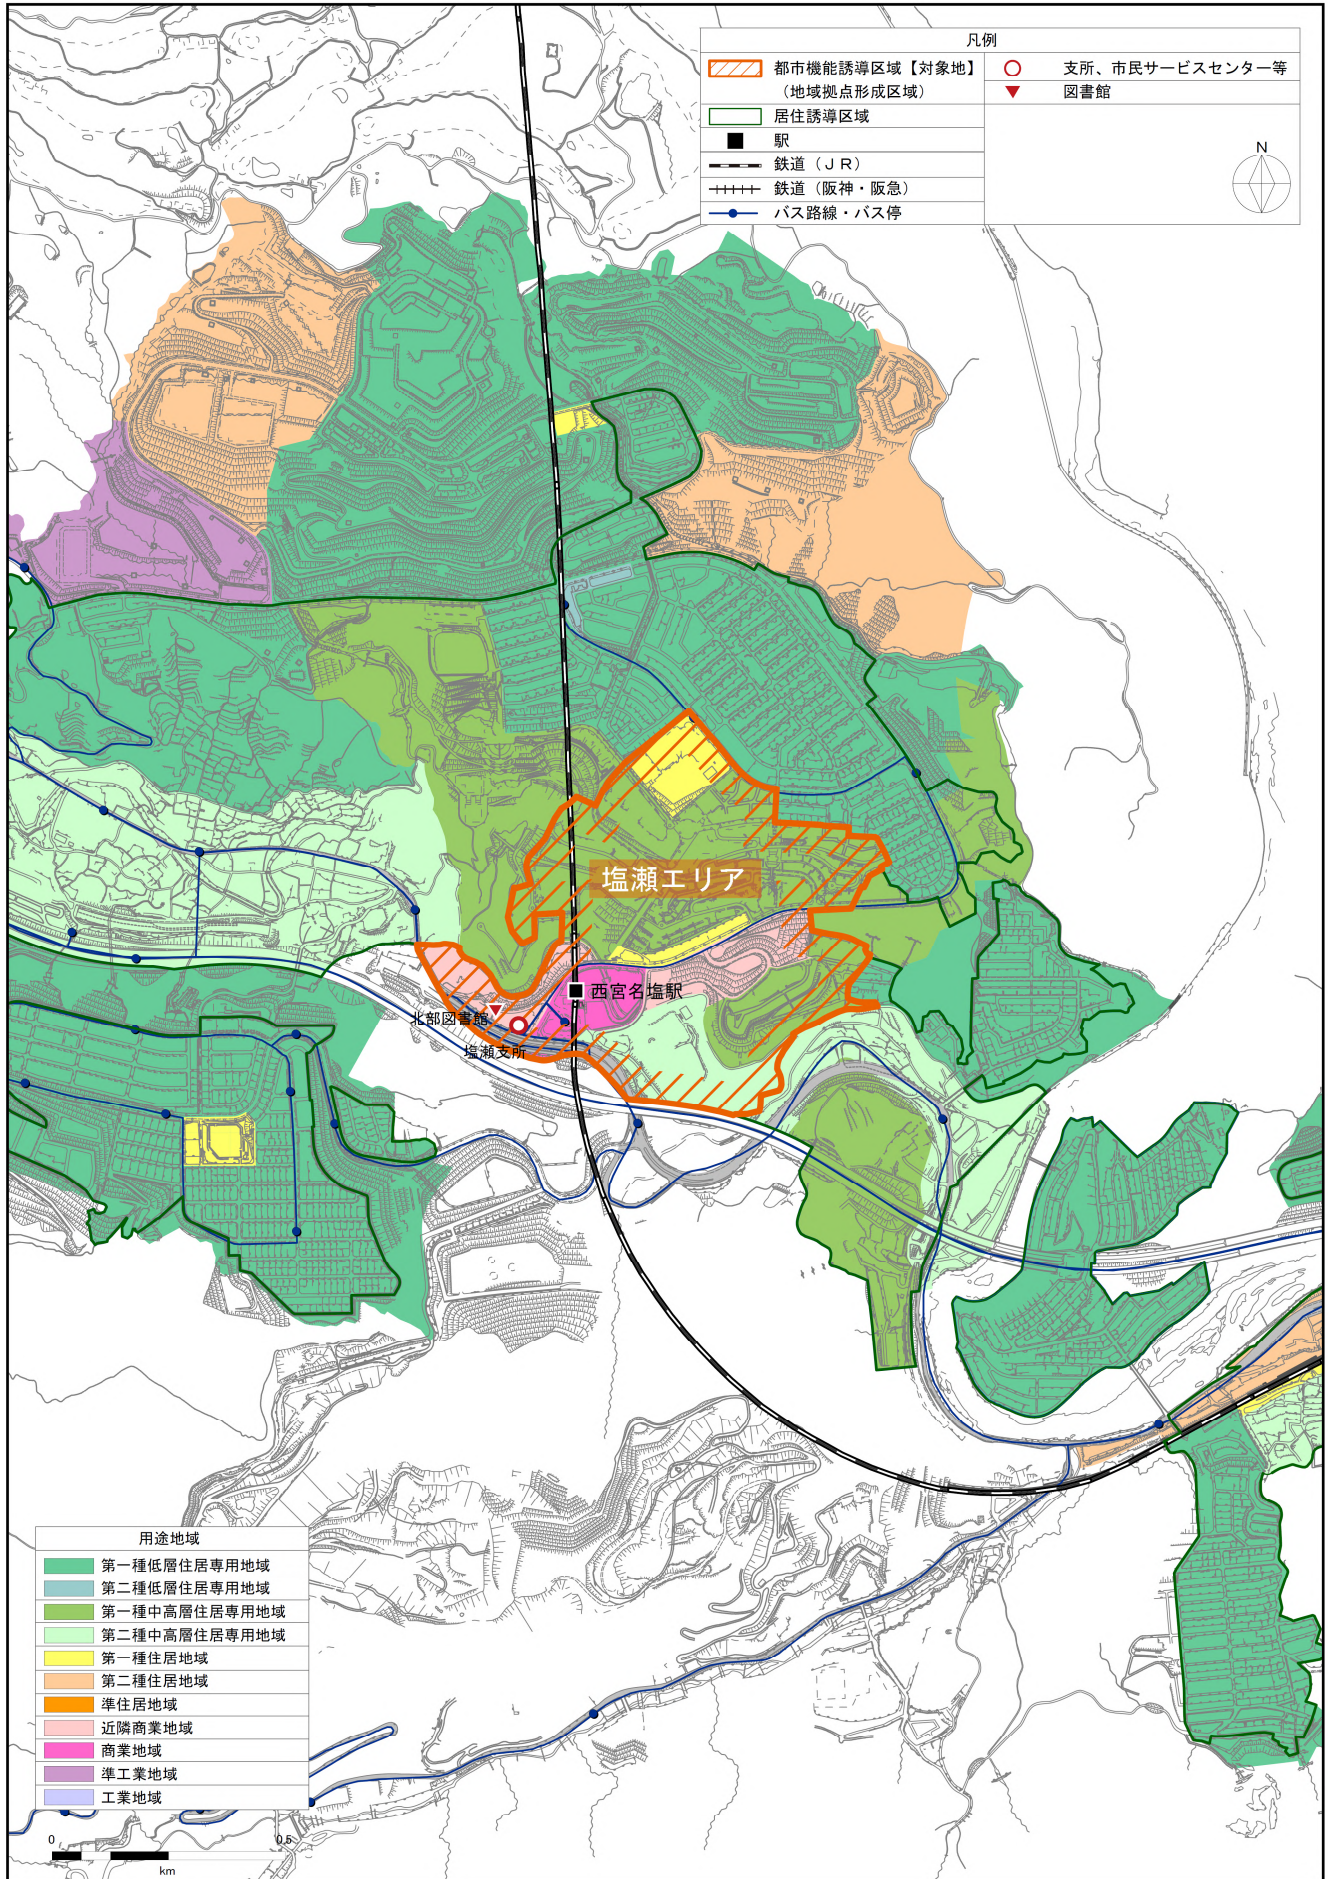 凡例
都市機能誘導区域【対象地】
（地域拠点形成区域）
支所、市民サービスセンター等
図書館
居住誘導区域
駅
鉄道（ＪＲ）
鉄道（阪神・阪急）
バス路線・バス停
N
塩瀬エリア
西宮名塩駅
北部図書館
塩瀬支所
用途地域
第一種低層住居専用地域
第二種低層住居専用地域
第一種中高層住居専用地域
第二種中高層住居専用地域
第一種住居地域
第二種住居地域
準住居地域
近隣商業地域
商業地域
準工業地域
工業地域
0 0.5
km